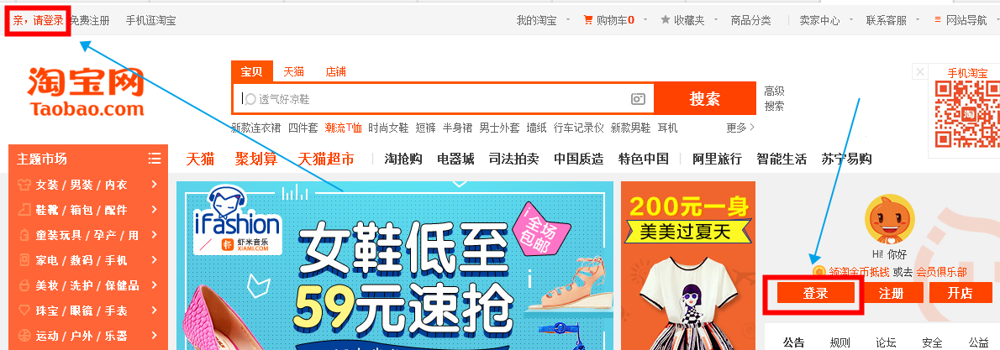 亲，请登录 免费注册 手机逛淘宝 我的淘宝 购物车0 收藏夹 商品分类 卖家中心 联系客服 网站导航
淘宝网
Taobao.com
宝贝 天猫 店铺
透气好凉鞋 搜索
高级
搜索
新款连衣裙 四件套 潮流T恤 时尚女鞋 短裤 半身裙 男士外套 墙纸 行车记录仪 新款男鞋 耳机 更多
手机淘宝
淘
主题市场
天猫 聚划算 天猫超市 淘抢购 电器城 司法拍卖 中国质造 特色中国 阿里旅行 智能生活 苏宁易购
女装 / 男装 / 内衣
鞋靴 / 箱包 / 配件
童装玩具 / 孕产 / 用
家电 / 数码 / 手机
美妆 / 洗护 / 保健品
珠宝 / 眼镜 / 手表
运动 / 户外 / 乐器
iFashion
虾 虾米音乐
XIAMI.COM
女鞋低至
59元速抢
全场
包邮
200元一身
美美过夏天
Hi! 你好
领淘金币抵钱 或去 会员俱乐部
登录 注册 开店
公告 规则 论坛 安全 公益